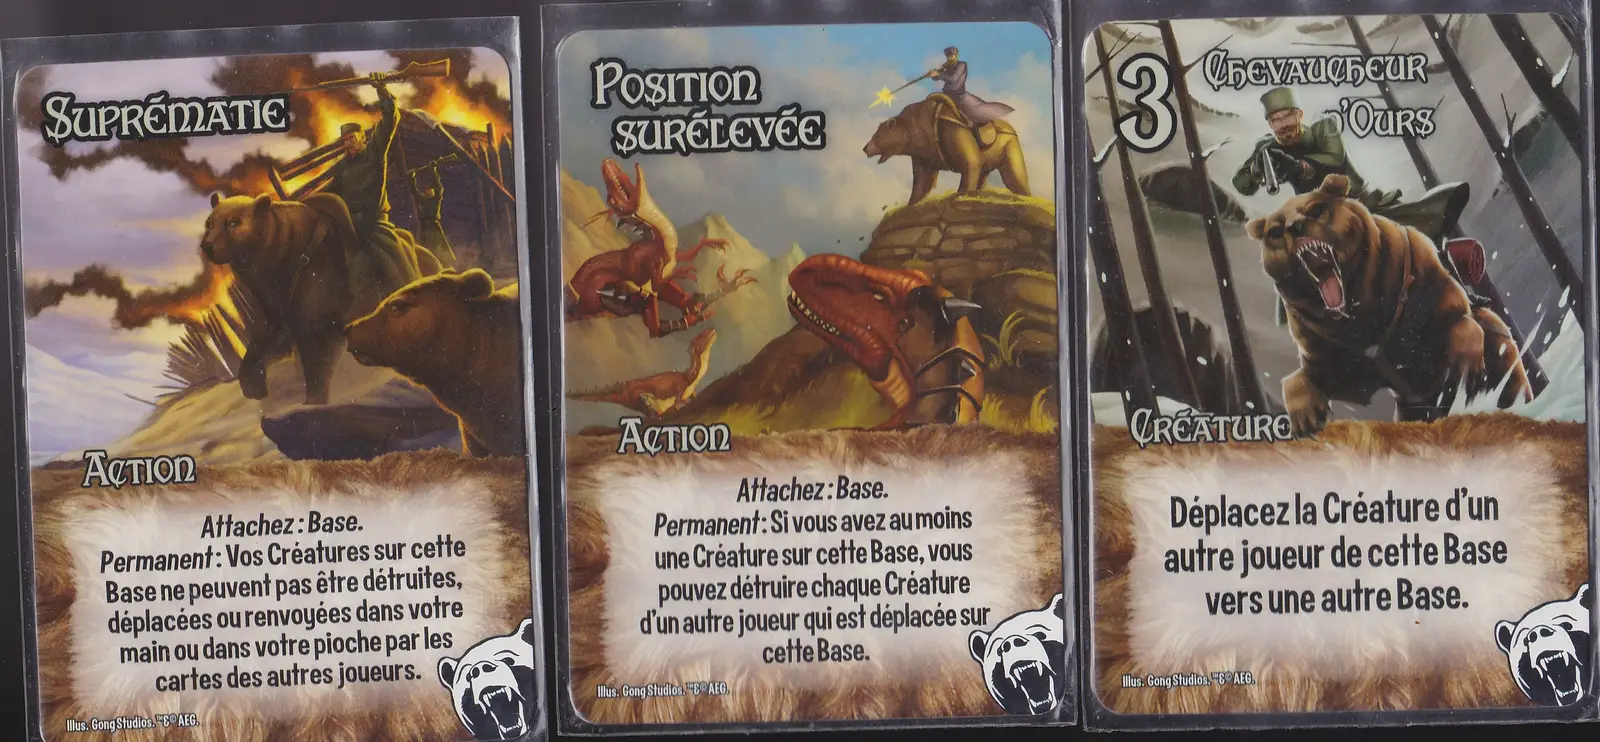 Suprématie
Action
Attachez : Base.
Permanent : Vos Créatures sur cette
Base ne peuvent pas être détruites,
déplacées ou renvoyées dans votre
main ou dans votre pioche par les
cartes des autres joueurs.
Illus. Gong Studios. ™&© AEG.
Position
surélevée
Action
Attachez : Base.
Permanent : Si vous avez au moins
une Créature sur cette Base, vous
pouvez détruire chaque Créature
d'un autre joueur qui est déplacée sur
cette Base.
Illus. Gong Studios. ™&© AEG.
3
Chevaucheur
d'Ours
Créature
Déplacez la Créature d'un
autre joueur de cette Base
vers une autre Base.
Illus. Gong Studios. ™&© AEG.